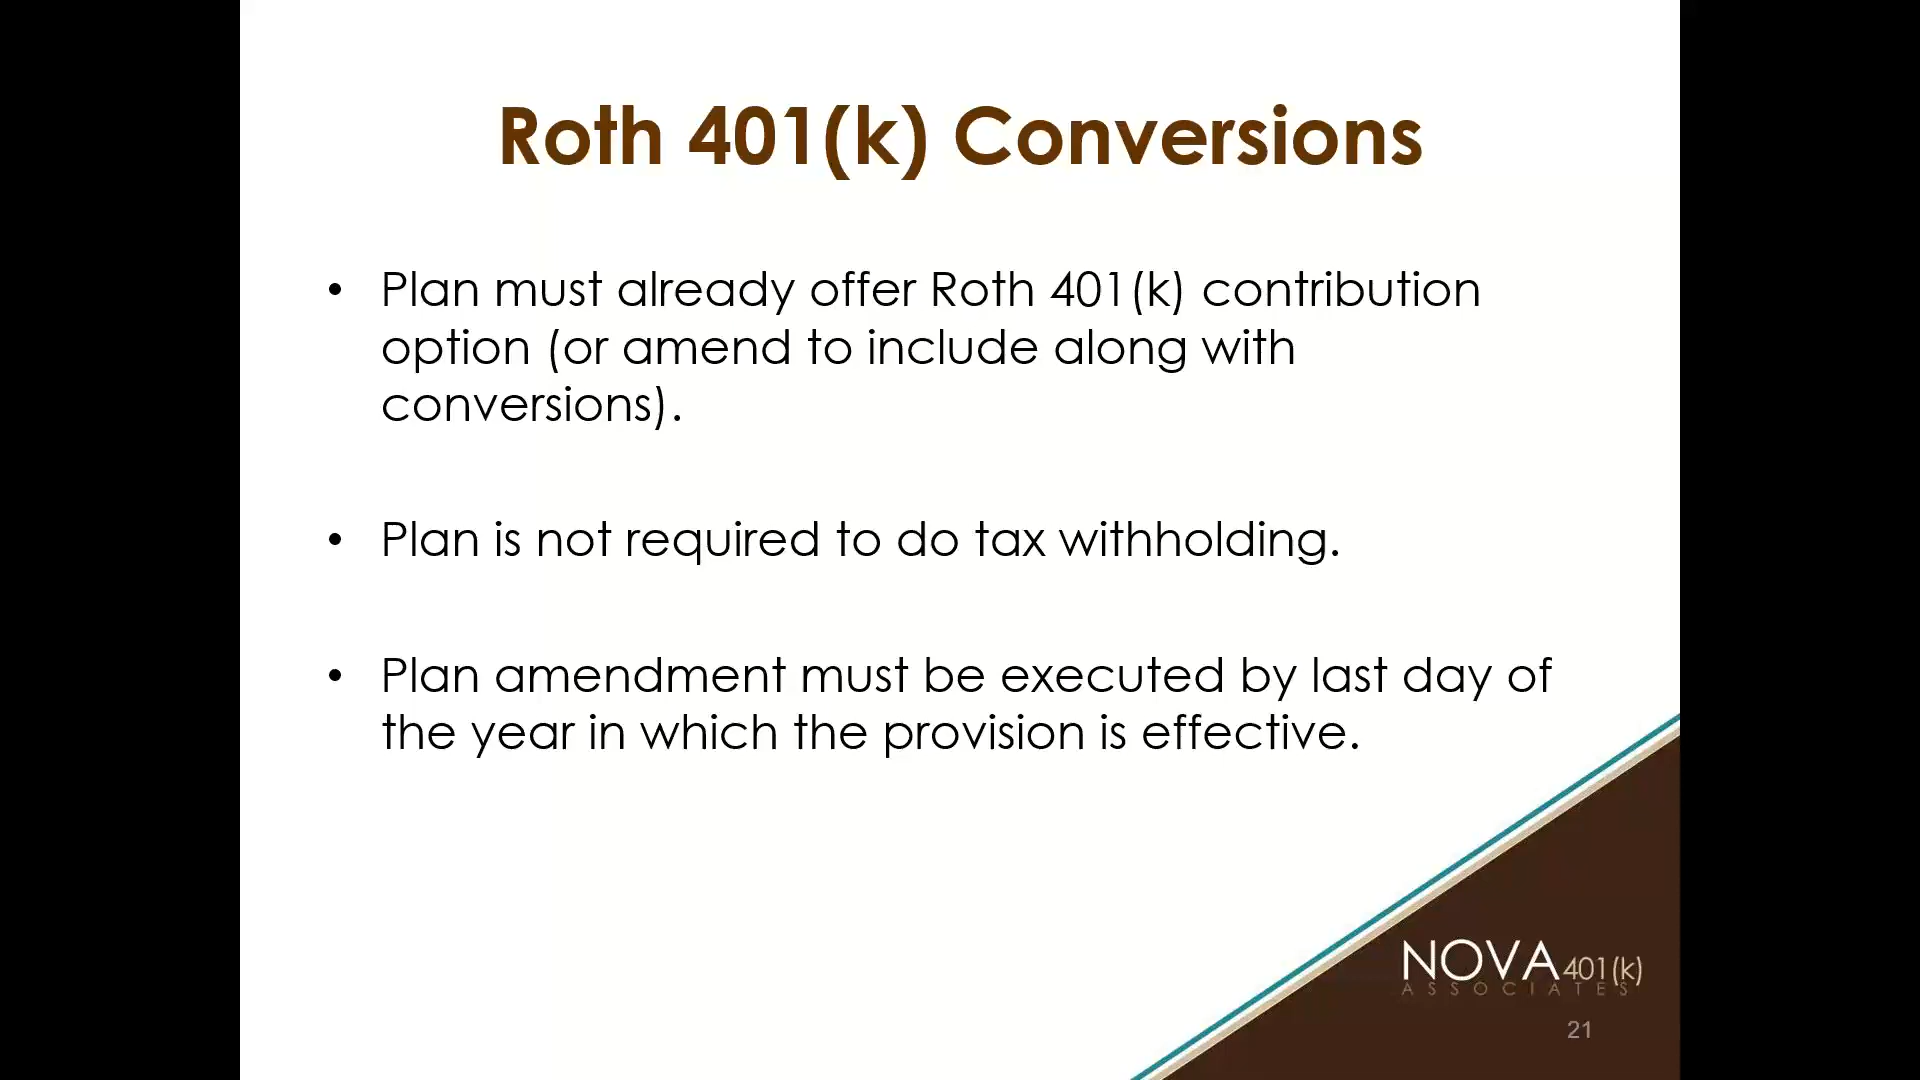 Roth 401(k) Conversions
• Plan must already offer Roth 401(k) contribution
option (or amend to include along with
conversions).
• Plan is not required to do tax withholding.
• Plan amendment must be executed by last day of
the year in which the provision is effective.
NOVA 401(k)
ASSOCIATES
21